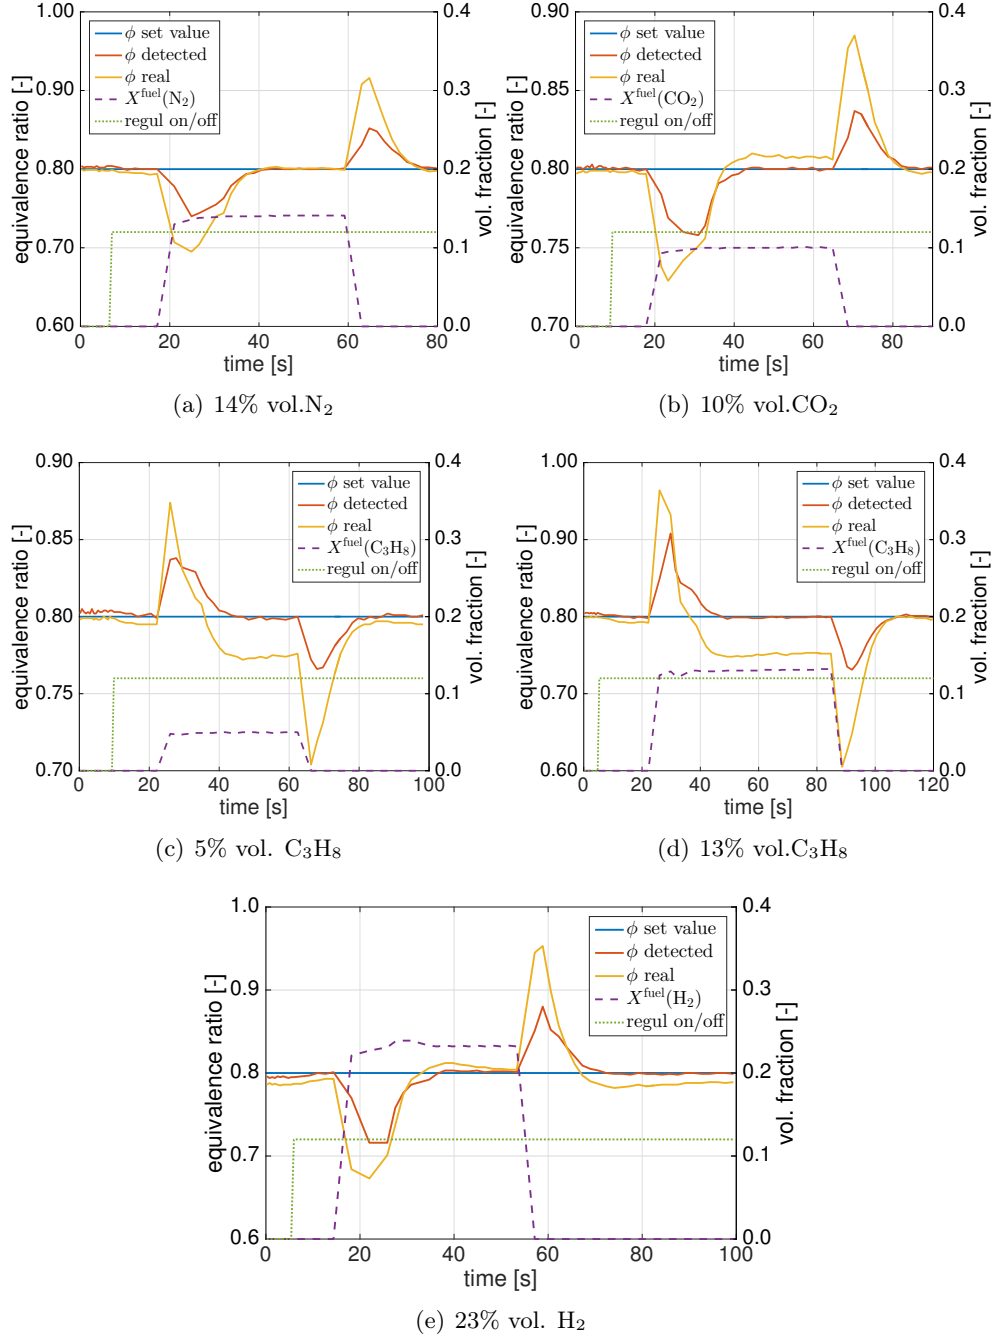 1.00
0.90
0.80
0.70
0.60
0.4
0.3
0.2
0.1
0.0
0
20
40
60
80
equivalence ratio [-]
vol. fraction [-]
time [s]
ϕ set value
ϕ detected
ϕ real
X^fuel(N₂)
regul on/off
(a) 14% vol.N₂
0.90
0.85
0.80
0.75
0.70
0.4
0.3
0.2
0.1
0.0
0
20
40
60
80
equivalence ratio [-]
vol. fraction [-]
time [s]
ϕ set value
ϕ detected
ϕ real
X^fuel(CO₂)
regul on/off
(b) 10% vol.CO₂
0.90
0.85
0.80
0.75
0.70
0.4
0.3
0.2
0.1
0.0
0
20
40
60
80
100
equivalence ratio [-]
vol. fraction [-]
time [s]
ϕ set value
ϕ detected
ϕ real
X^fuel(C₃H₈)
regul on/off
(c) 5% vol. C₃H₈
1.00
0.90
0.80
0.70
0.60
0.4
0.3
0.2
0.1
0.0
0
20
40
60
80
100
120
equivalence ratio [-]
vol. fraction [-]
time [s]
ϕ set value
ϕ detected
ϕ real
X^fuel(C₃H₈)
regul on/off
(d) 13% vol.C₃H₈
1.0
0.9
0.8
0.7
0.6
0.4
0.3
0.2
0.1
0.0
0
20
40
60
80
100
equivalence ratio [-]
vol. fraction [-]
time [s]
ϕ set value
ϕ detected
ϕ real
X^fuel(H₂)
regul on/off
(e) 23% vol. H₂